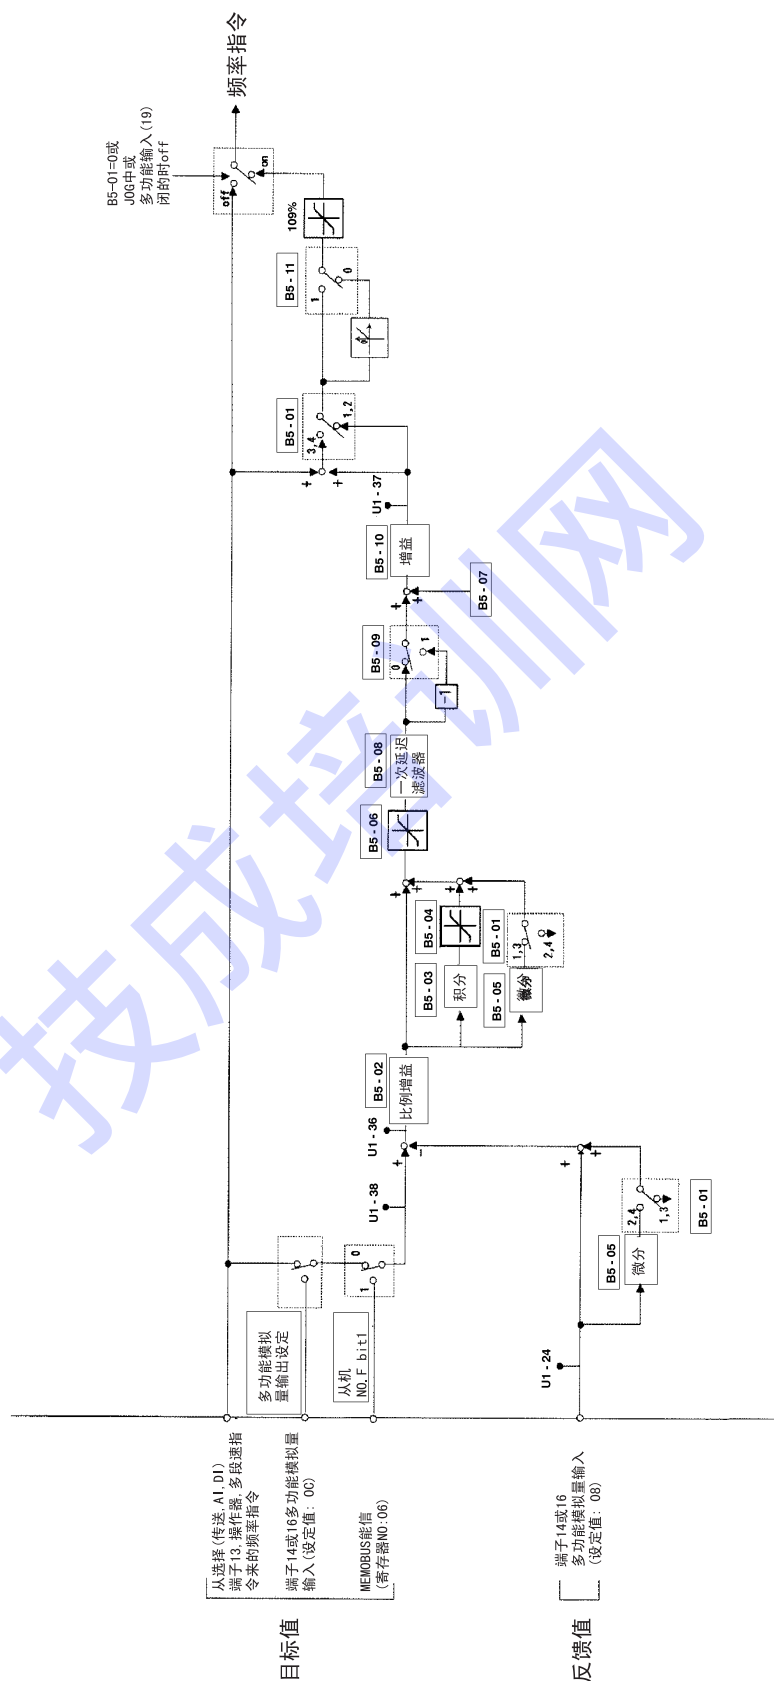 目标值
从选择(传送,AI,DI)
端子13,操作器,多段速指
令来的频率指令
端子14或16多功能模拟量
输入(设定值: 0C)
MEMOBUS能信
(寄存器NO:06)
反馈值
端子14或16
多功能模拟量输入
(设定值: 08)
多功能模拟
量输出设定
从机
NO.F bit1
0
1
U1 - 38
U1 - 24
B5 - 05
微分
2,4
1,3
B5 - 01
+
+
+
-
U1 - 36
B5 - 02
比例增益
B5 - 03
积分
B5 - 04
B5 - 05
微分
B5 - 01
1,3
2,4
+
+
+
+
B5 - 06
B5 - 08
一次延迟
滤波器
-1
B5 - 09
0
1
+
+
B5 - 07
B5 - 10
增益
U1 - 37
+
+
B5 - 01
3,4
1,2
B5 - 11
1
0
109%
off
on
B5-01=0或
JOG中或
多功能输入(19)
闭的时off
频率指令
技成培训网